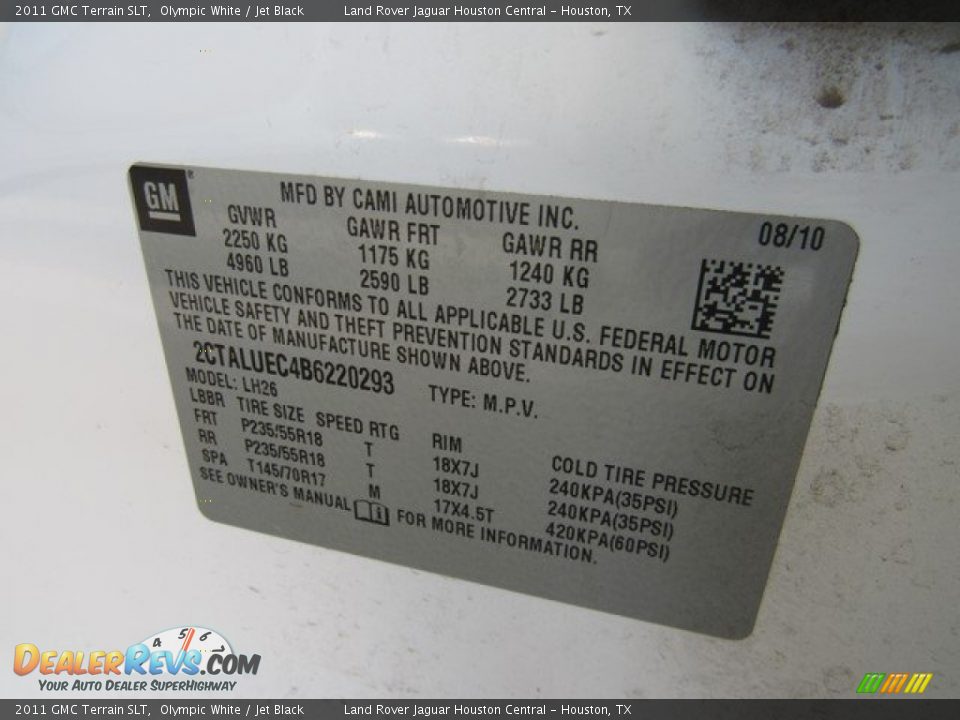 2011 GMC Terrain SLT,  Olympic White / Jet Black    Land Rover Jaguar Houston Central - Houston, TX
GM®
MFD BY CAMI AUTOMOTIVE INC.
08/10
GVWR GAWR FRT GAWR RR
2250 KG 1175 KG 1240 KG
4960 LB 2590 LB 2733 LB
THIS VEHICLE CONFORMS TO ALL APPLICABLE U.S. FEDERAL MOTOR
VEHICLE SAFETY AND THEFT PREVENTION STANDARDS IN EFFECT ON
THE DATE OF MANUFACTURE SHOWN ABOVE.
2CTALUEC4B6220293 TYPE: M.P.V.
MODEL: LH26
LBBR TIRE SIZE SPEED RTG RIM COLD TIRE PRESSURE
FRT P235/55R18 T 18X7J 240KPA(35PSI)
RR P235/55R18 T 18X7J 240KPA(35PSI)
SPA T145/70R17 M 17X4.5T 420KPA(60PSI)
SEE OWNER'S MANUAL FOR MORE INFORMATION.
4 5 6
DealerRevs.com
Your Auto Dealer SuperHighway
2011 GMC Terrain SLT,  Olympic White / Jet Black    Land Rover Jaguar Houston Central - Houston, TX